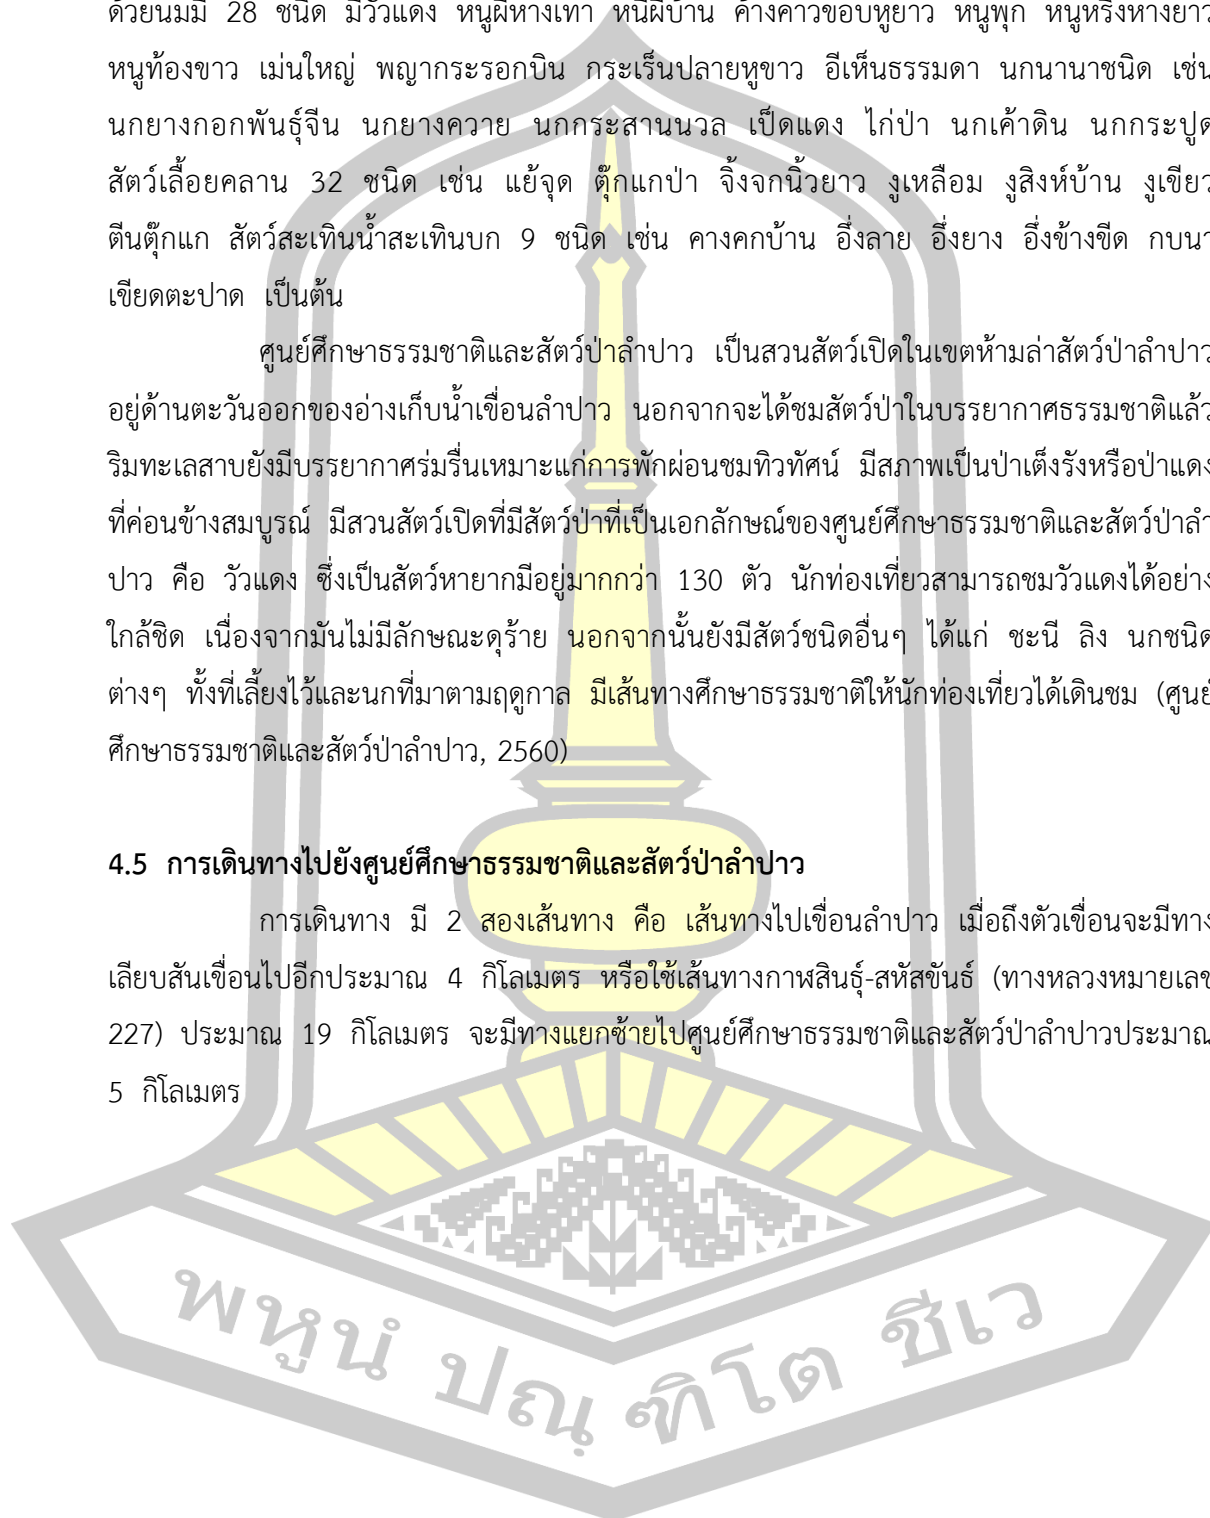 ด้วยนมมี 28 ชนิด มีวัวแดง หนูผีหางเทา หนีผีบ้าน ค้างคาวขอบหูยาว หนูพุก หนูหริ่งหางยาว
หนูท้องขาว เม่นใหญ่ พญากระรอกบิน กระเร็นปลายหูขาว อีเห็นธรรมดา นกนานาชนิด เช่น
นกยางกอกพันธุ์จีน นกยางควาย นกกระสานนวล เป็ดแดง ไก่ป่า นกเค้าดิน นกกระปูด
สัตว์เลื้อยคลาน 32 ชนิด เช่น แย้จุด ตุ๊กแกป่า จิ้งจกนิ้วยาว งูเหลือม งูสิงห์บ้าน งูเขียว
ตีนตุ๊กแก สัตว์สะเทินน้ำสะเทินบก 9 ชนิด เช่น คางคกบ้าน อึ่งลาย อึ่งยาง อึ่งข้างขีด กบนา
เขียดตะปาด เป็นต้น
ศูนย์ศึกษาธรรมชาติและสัตว์ป่าลำปาว เป็นสวนสัตว์เปิดในเขตห้ามล่าสัตว์ป่าลำปาว
อยู่ด้านตะวันออกของอ่างเก็บน้ำเขื่อนลำปาว นอกจากจะได้ชมสัตว์ป่าในบรรยากาศธรรมชาติแล้ว
ริมทะเลสาบยังมีบรรยากาศร่มรื่นเหมาะแก่การพักผ่อนชมทิวทัศน์ มีสภาพเป็นป่าเต็งรังหรือป่าแดง
ที่ค่อนข้างสมบูรณ์ มีสวนสัตว์เปิดที่มีสัตว์ป่าที่เป็นเอกลักษณ์ของศูนย์ศึกษาธรรมชาติและสัตว์ป่าลำ
ปาว คือ วัวแดง ซึ่งเป็นสัตว์หายากมีอยู่มากกว่า 130 ตัว นักท่องเที่ยวสามารถชมวัวแดงได้อย่าง
ใกล้ชิด เนื่องจากมันไม่มีลักษณะดุร้าย นอกจากนั้นยังมีสัตว์ชนิดอื่นๆ ได้แก่ ชะนี ลิง นกชนิด
ต่างๆ ทั้งที่เลี้ยงไว้และนกที่มาตามฤดูกาล มีเส้นทางศึกษาธรรมชาติให้นักท่องเที่ยวได้เดินชม (ศูนย์
ศึกษาธรรมชาติและสัตว์ป่าลำปาว, 2560)
4.5 การเดินทางไปยังศูนย์ศึกษาธรรมชาติและสัตว์ป่าลำปาว
การเดินทาง มี 2 สองเส้นทาง คือ เส้นทางไปเขื่อนลำปาว เมื่อถึงตัวเขื่อนจะมีทาง
เลียบสันเขื่อนไปอีกประมาณ 4 กิโลเมตร หรือใช้เส้นทางกาฬสินธุ์-สหัสขันธ์ (ทางหลวงหมายเลข
227) ประมาณ 19 กิโลเมตร จะมีทางแยกซ้ายไปศูนย์ศึกษาธรรมชาติและสัตว์ป่าลำปาวประมาณ
5 กิโลเมตร
พหูนํ ปณฺฑิโต ชีเว